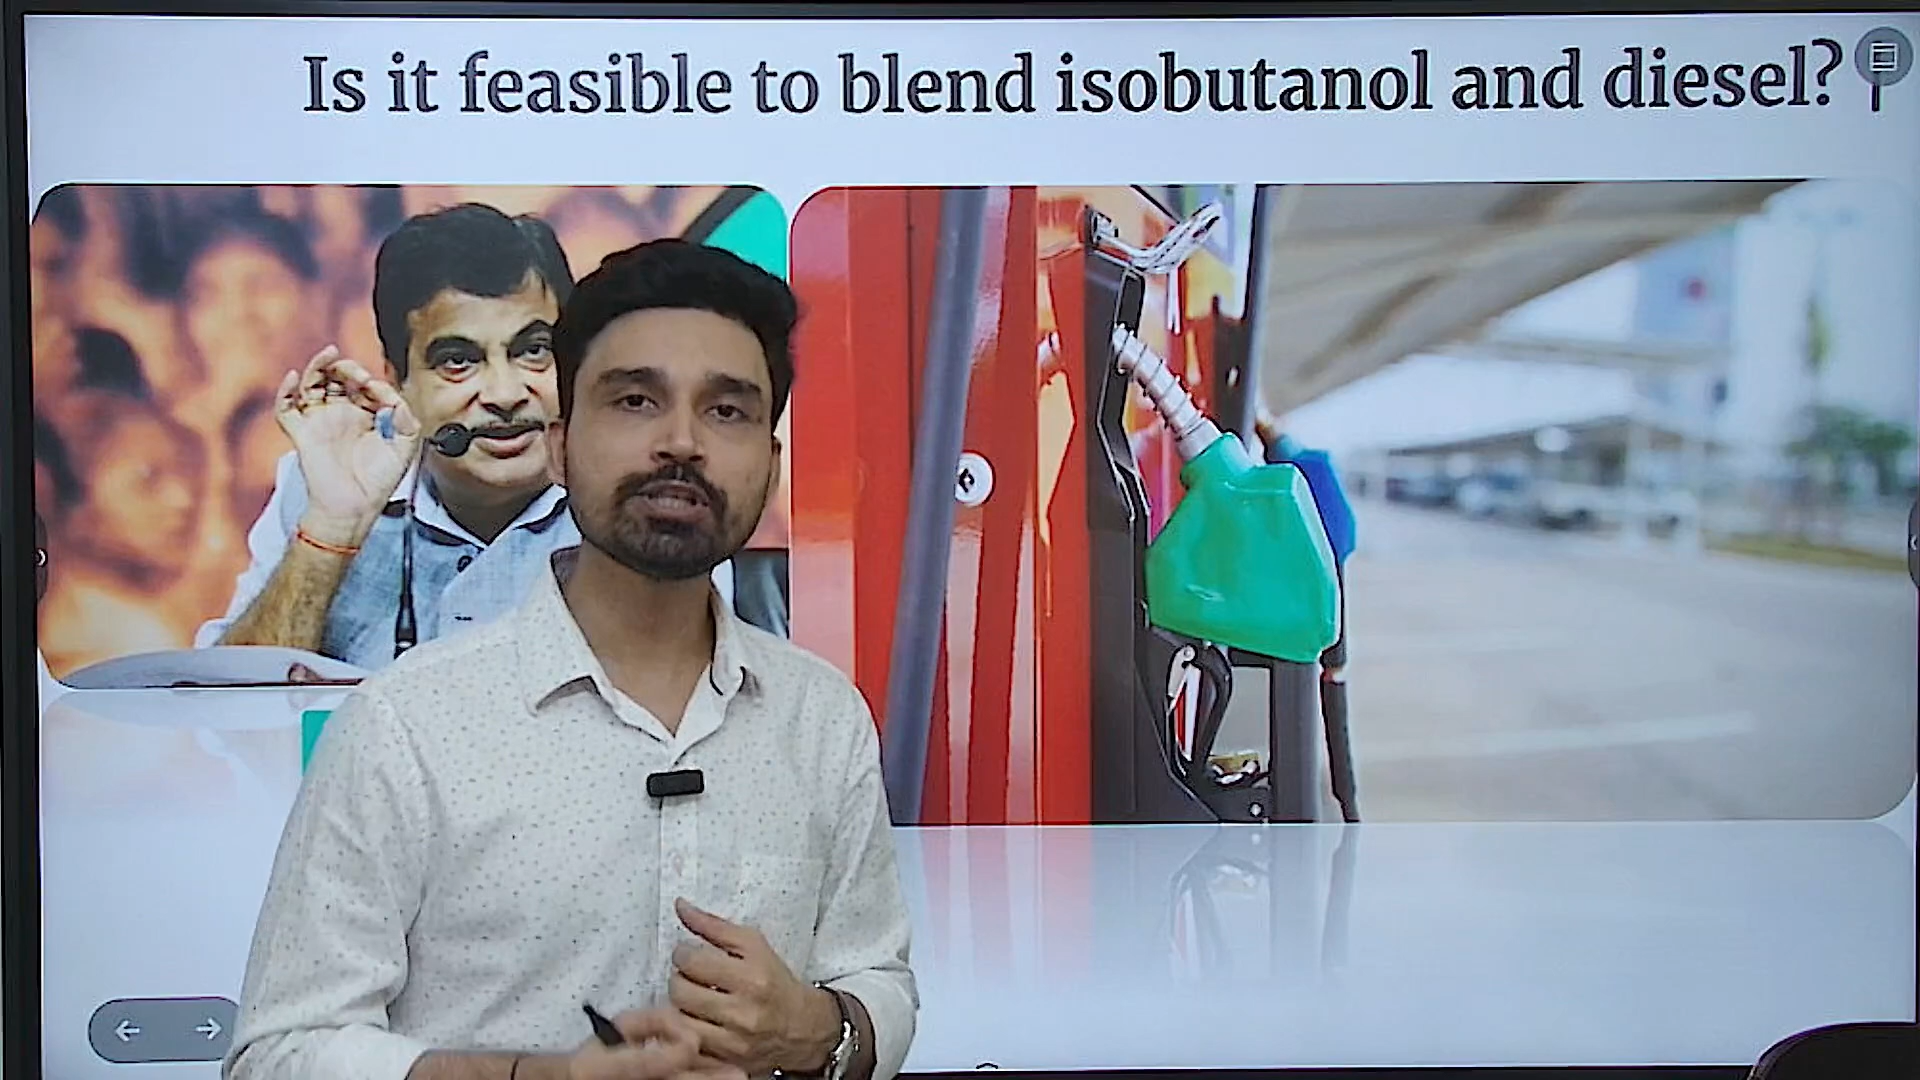 Is it feasible to blend isobutanol and diesel?